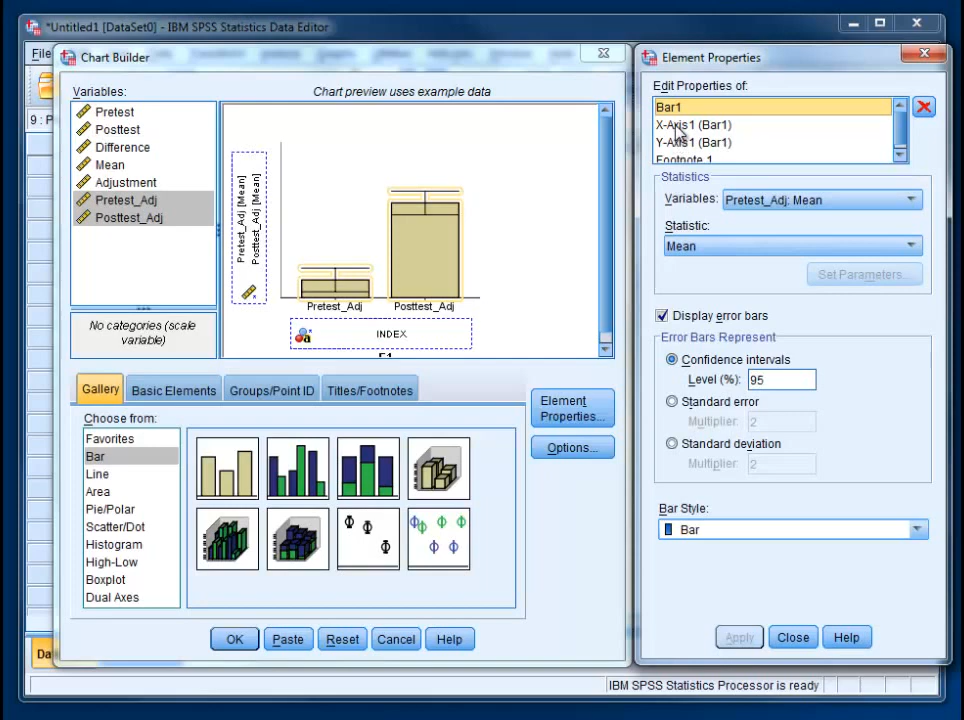 *Untitled1 [DataSet0] - IBM SPSS Statistics Data Editor
File
9 : P
Da
Chart Builder
Variables:
Chart preview uses example data
Pretest
Posttest
Difference
Mean
Adjustment
Pretest_Adj
Posttest_Adj
No categories (scale
variable)
Pretest_Adj [Mean]
Posttest_Adj [Mean]
Pretest_Adj
Posttest_Adj
INDEX
Gallery
Basic Elements
Groups/Point ID
Titles/Footnotes
Element
Properties...
Options...
Choose from:
Favorites
Bar
Line
Area
Pie/Polar
Scatter/Dot
Histogram
High-Low
Boxplot
Dual Axes
OK
Paste
Reset
Cancel
Help
Element Properties
Edit Properties of:
Bar1
X-Axis1 (Bar1)
Y-Axis1 (Bar1)
Footnote 1
Statistics
Variables:
Pretest_Adj: Mean
Statistic:
Mean
Set Parameters...
Display error bars
Error Bars Represent
Confidence intervals
Level (%):
95
Standard error
Multiplier:
2
Standard deviation
Multiplier:
2
Bar Style:
Bar
Apply
Close
Help
IBM SPSS Statistics Processor is ready